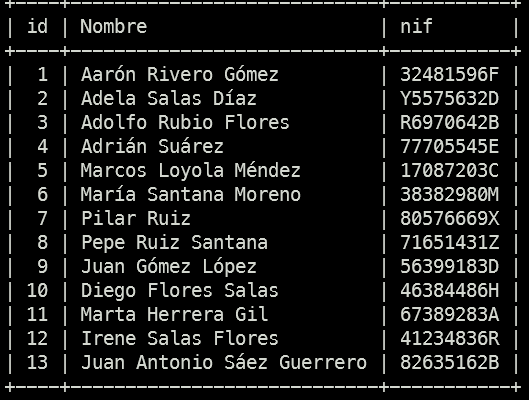 | id | Nombre | nif |
| 1 | Aarón Rivero Gómez | 32481596F |
| 2 | Adela Salas Díaz | Y5575632D |
| 3 | Adolfo Rubio Flores | R6970642B |
| 4 | Adrián Suárez | 77705545E |
| 5 | Marcos Loyola Méndez | 17087203C |
| 6 | María Santana Moreno | 38382980M |
| 7 | Pilar Ruiz | 80576669X |
| 8 | Pepe Ruiz Santana | 71651431Z |
| 9 | Juan Gómez López | 56399183D |
| 10 | Diego Flores Salas | 46384486H |
| 11 | Marta Herrera Gil | 67389283A |
| 12 | Irene Salas Flores | 41234836R |
| 13 | Juan Antonio Sáez Guerrero | 82635162B |